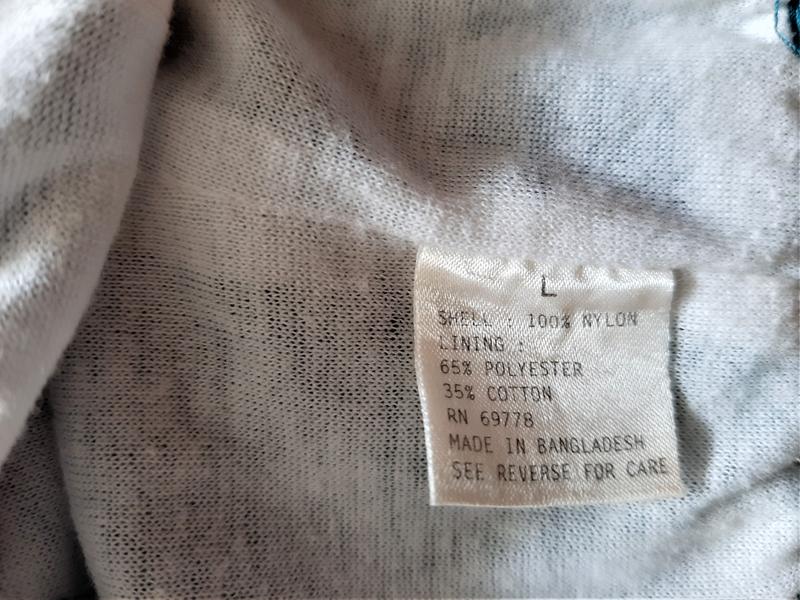 L
SHELL : 100% NYLON
LINING :
65% POLYESTER
35% COTTON
RN 69778
MADE IN BANGLADESH
SEE REVERSE FOR CARE